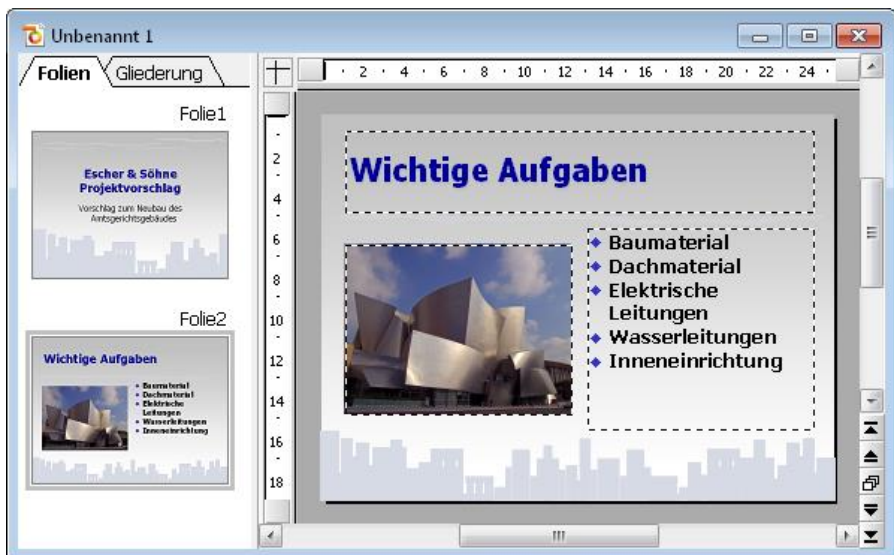 Unbenannt 1
Folien Gliederung
Folie1
Escher & Söhne
Projektvorschlag
Vorschlag zum Neubau des
Amtsgerichtsgebäudes
Folie2
Wichtige Aufgaben
Baumaterial
Dachmaterial
Elektrische
Leitungen
Wasserleitungen
Inneneinrichtung
2 4 6 8 10 12 14 16 18 20 22 24
2
4
6
8
10
12
14
16
18
Wichtige Aufgaben
Baumaterial
Dachmaterial
Elektrische
Leitungen
Wasserleitungen
Inneneinrichtung